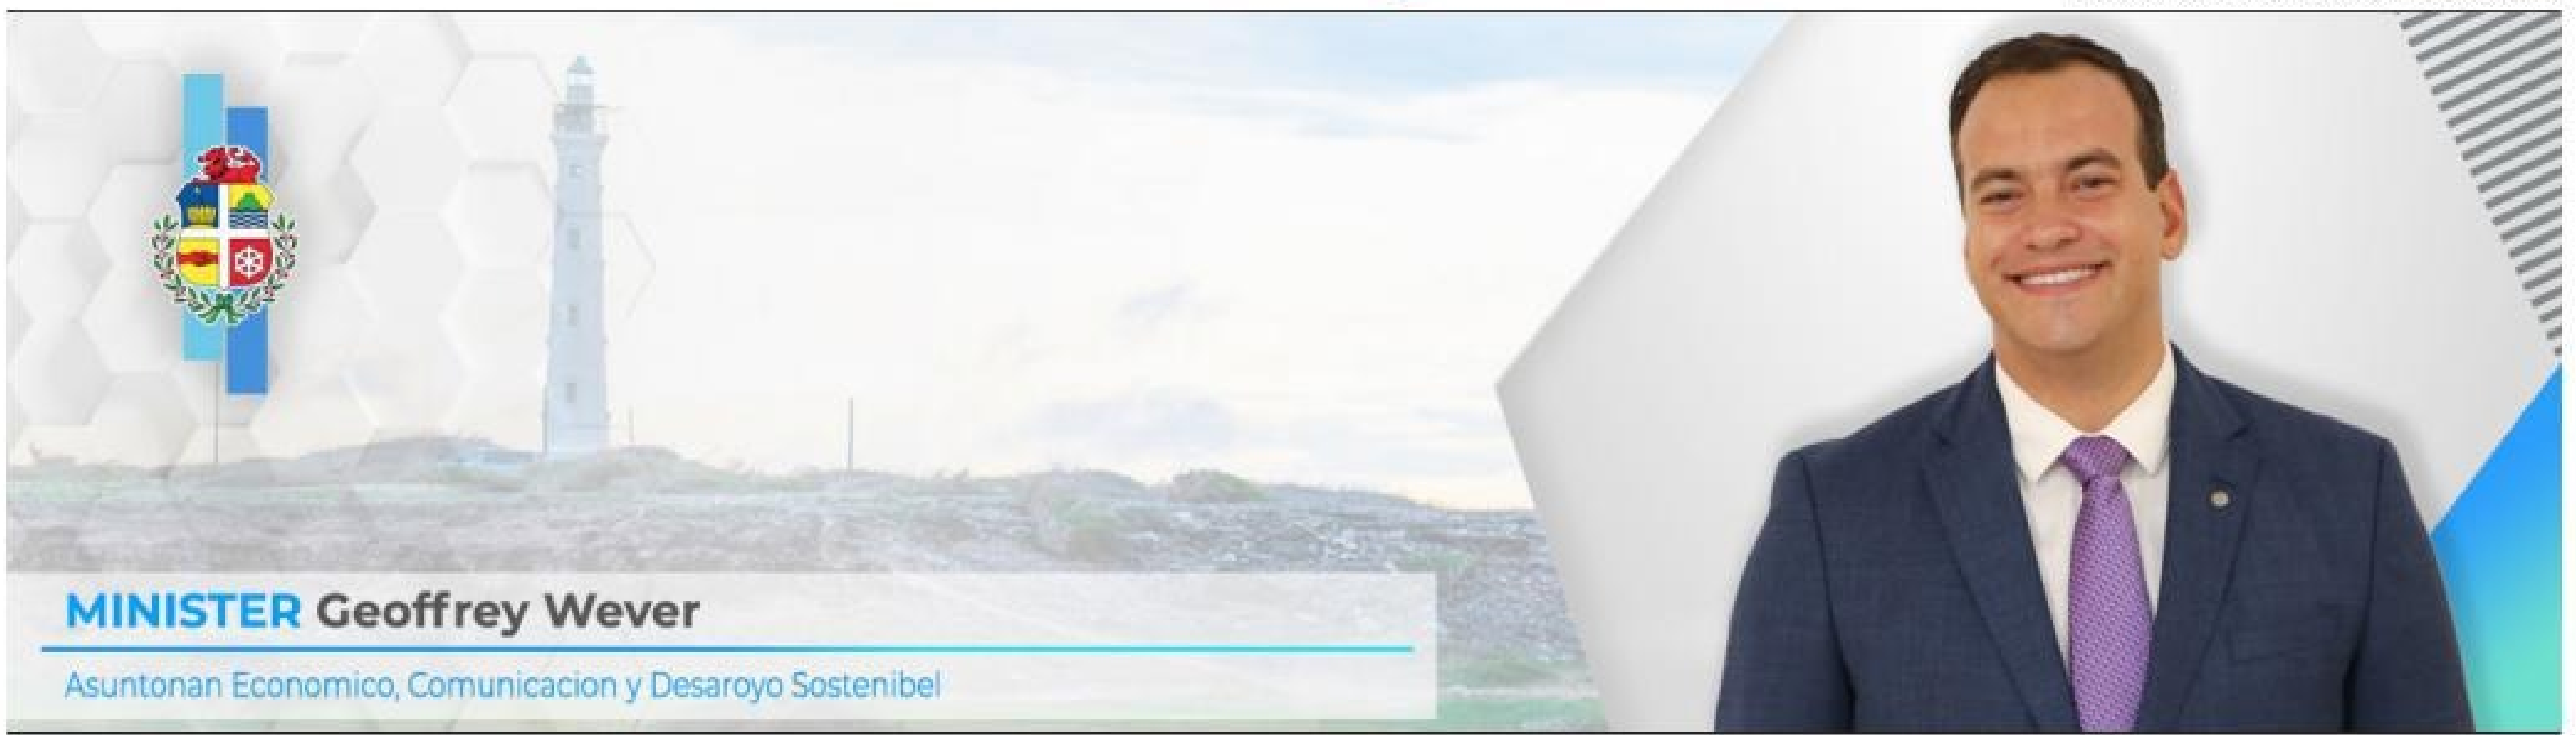 MINISTER Geoffrey Wever
Asuntonan Economico, Comunicacion y Desaroyo Sostenibel